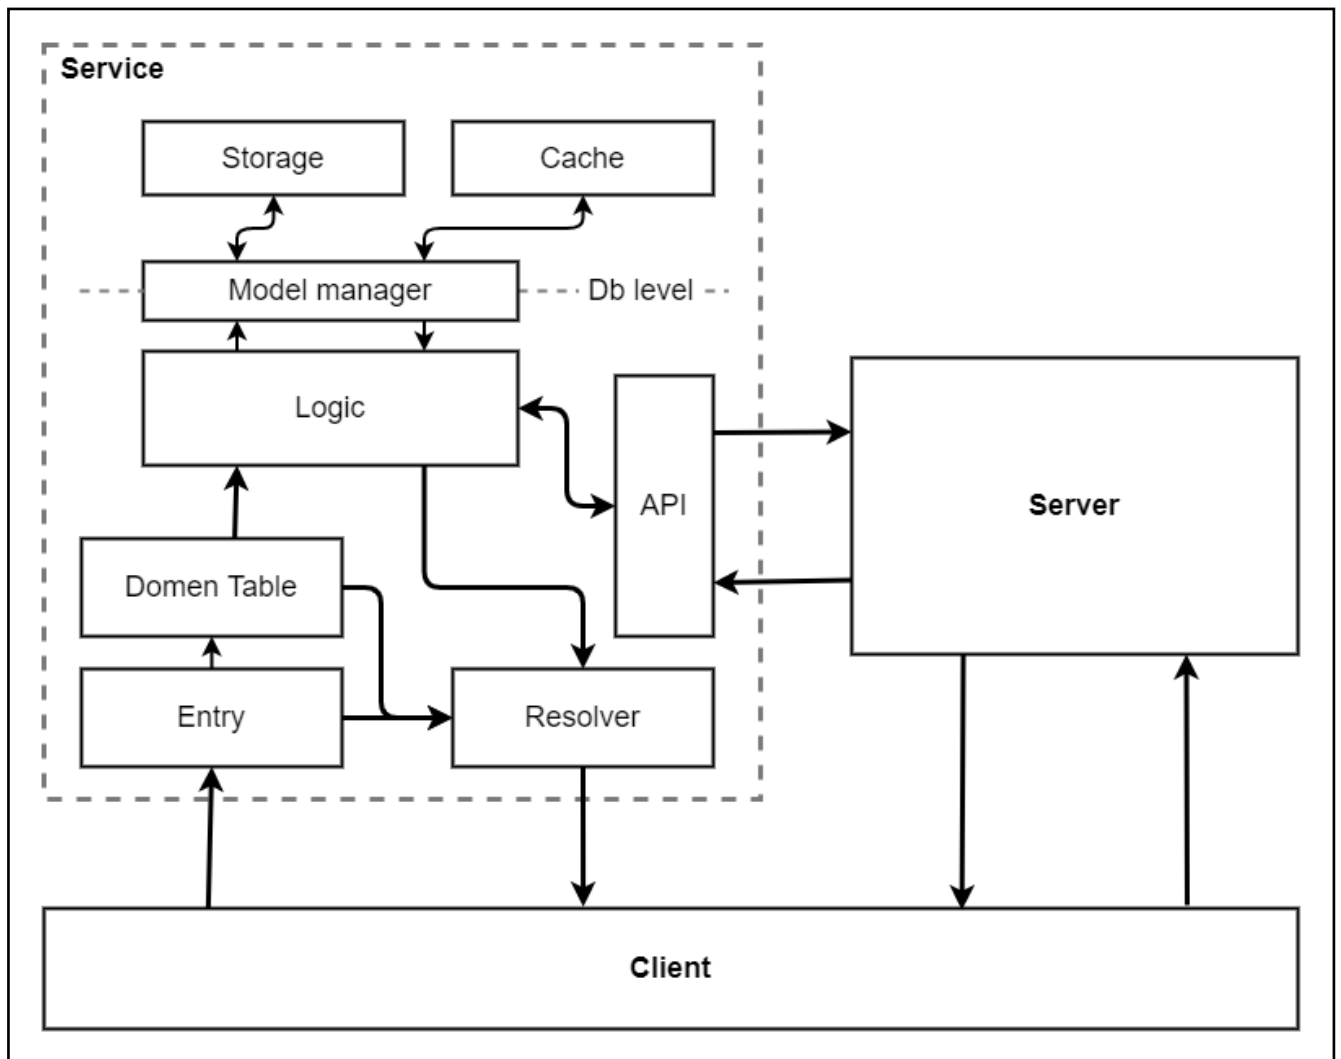 Service
Storage
Cache
Model manager
Db level
Logic
API
Server
Domen Table
Entry
Resolver
Client